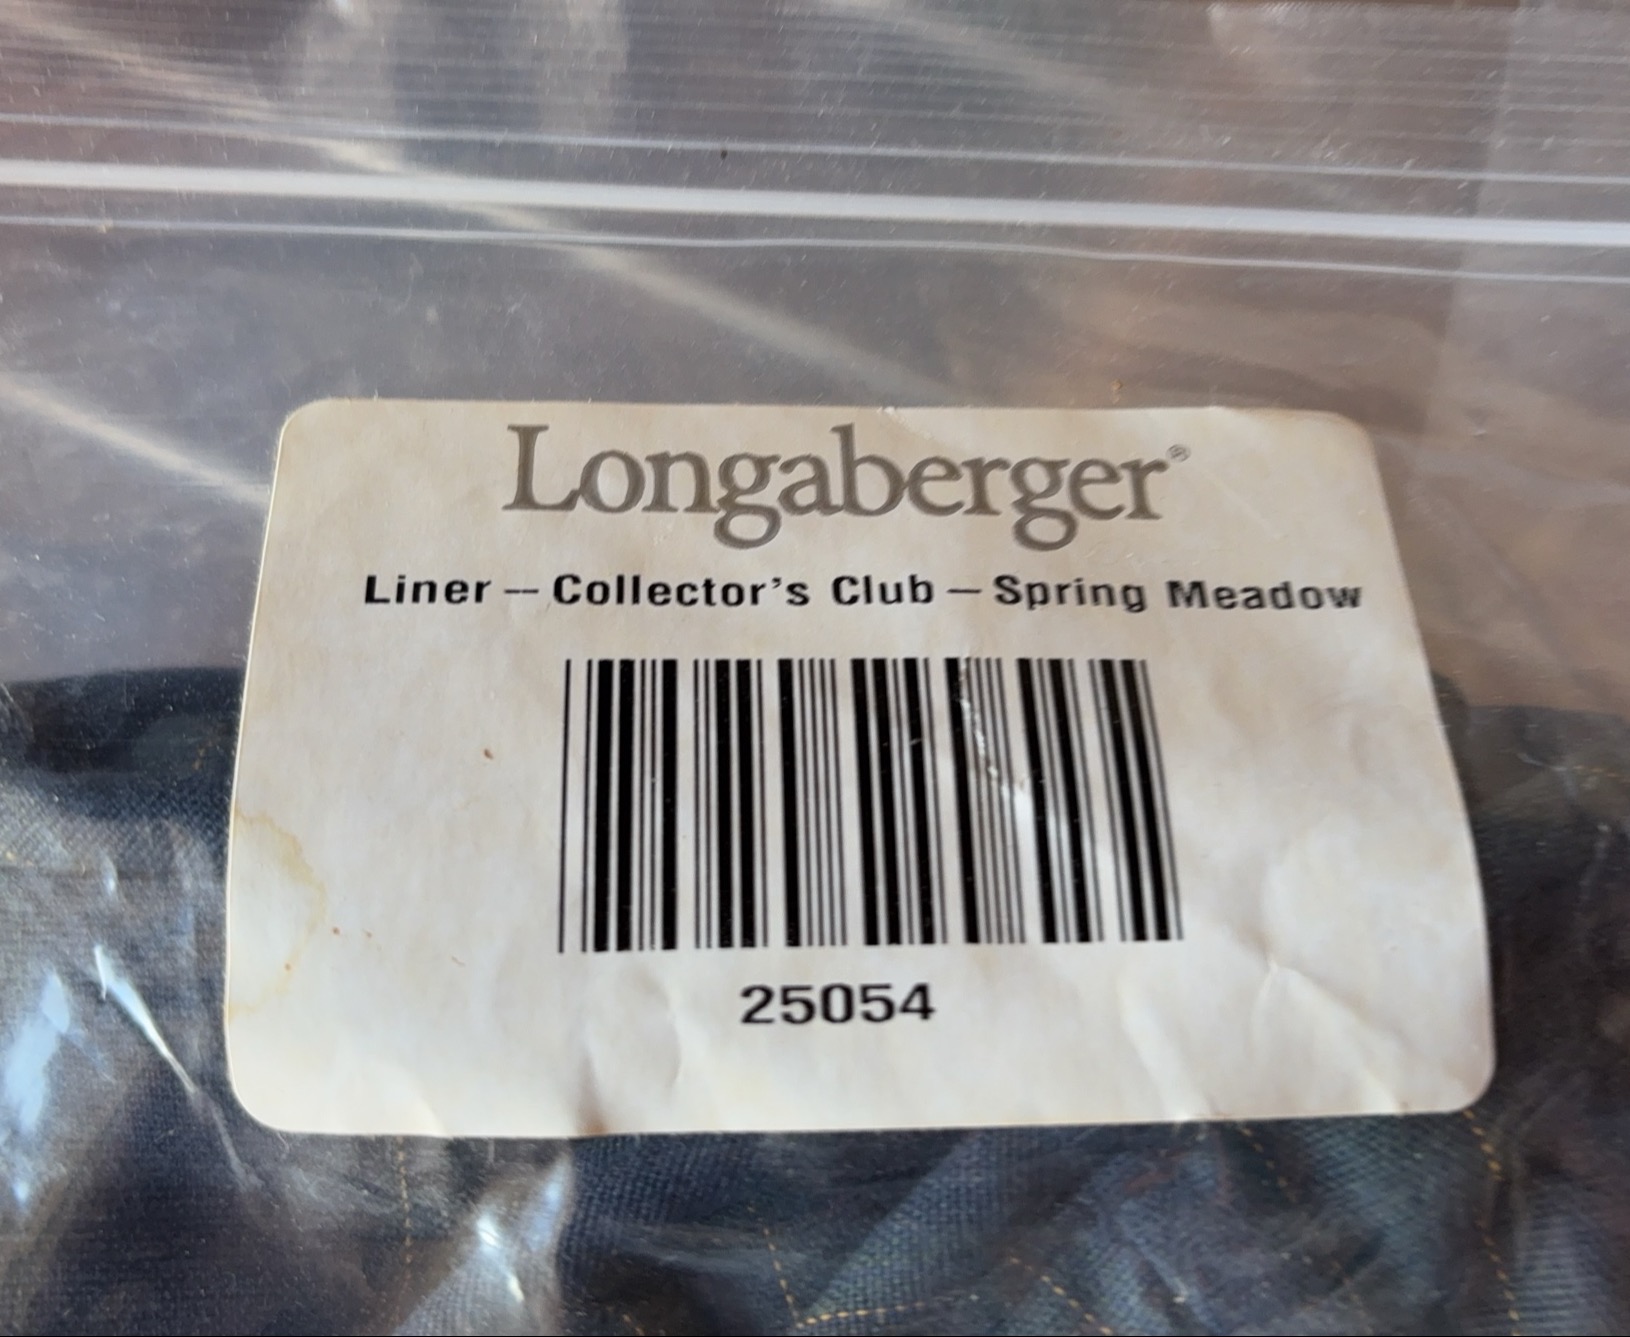 Longaberger®
Liner – Collector's Club – Spring Meadow
25054